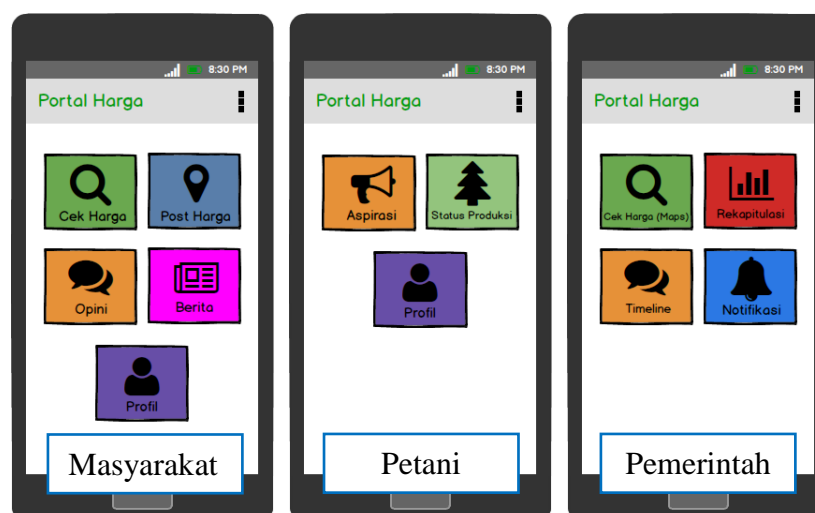 8:30 PM
Portal Harga
Cek Harga
Post Harga
Opini
Berita
Profil
Masyarakat
8:30 PM
Portal Harga
Aspirasi
Status Produksi
Profil
Petani
8:30 PM
Portal Harga
Cek Harga (Maps)
Rekapitulasi
Timeline
Notifikasi
Pemerintah